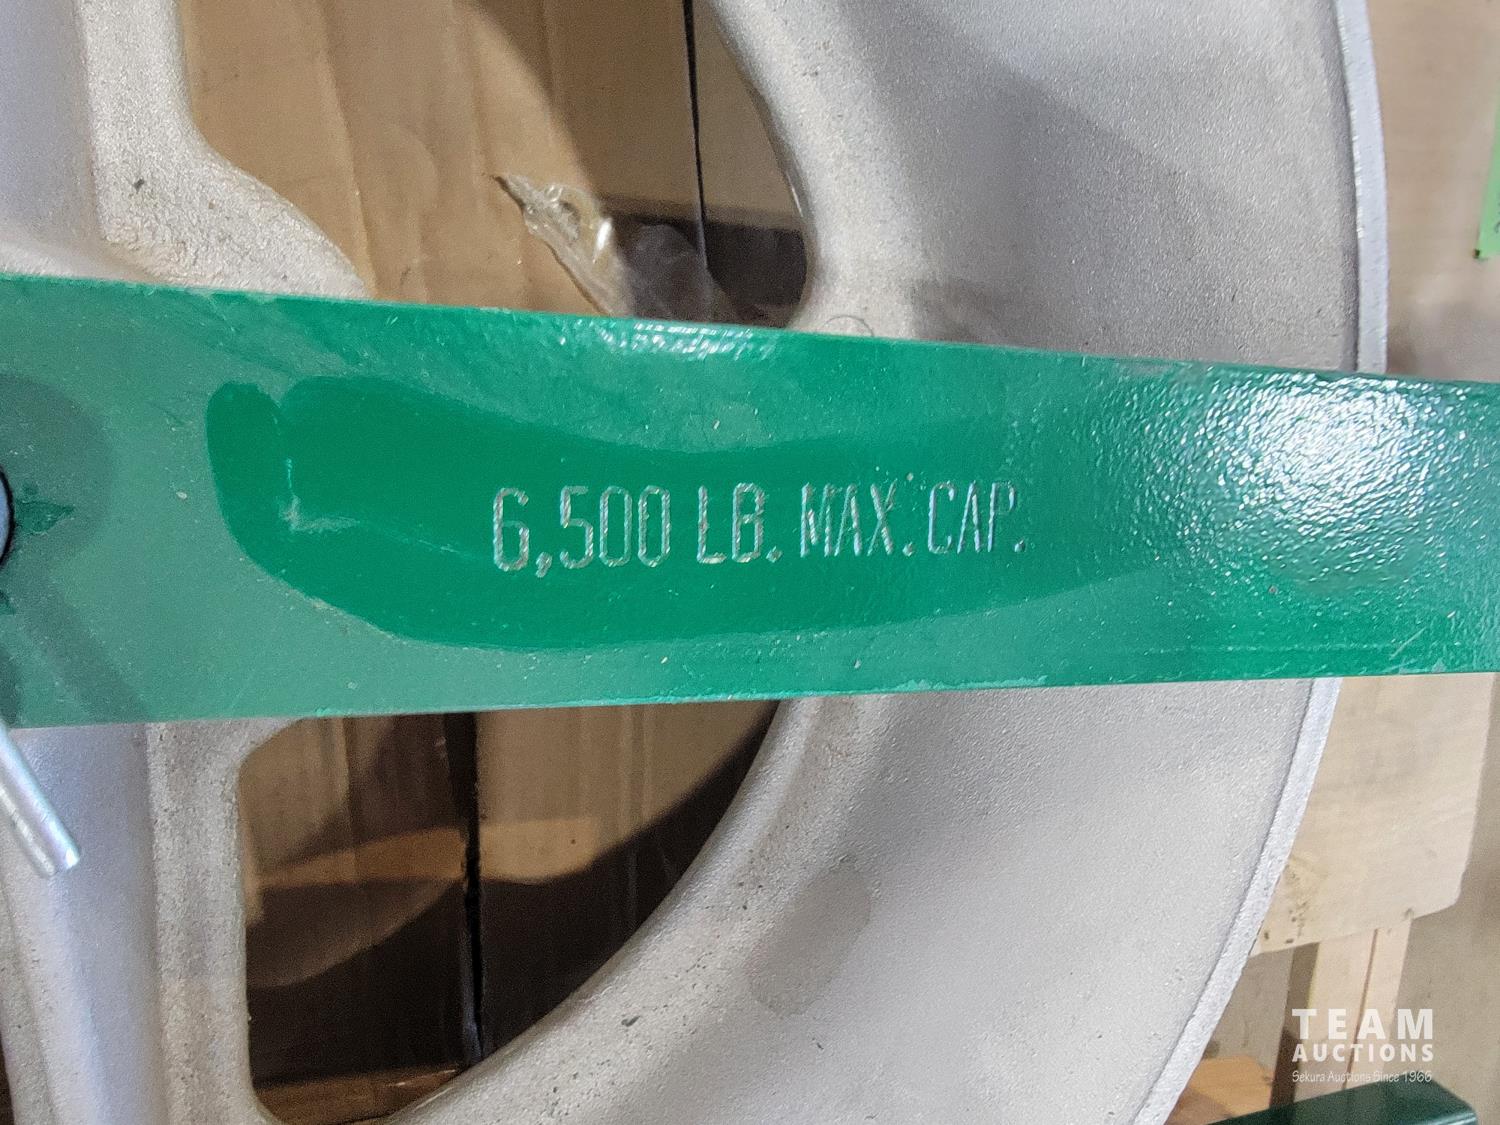 6,500 LB. MAX. CAP.
TEAM
AUCTIONS
Sekura Auctions Since 1966